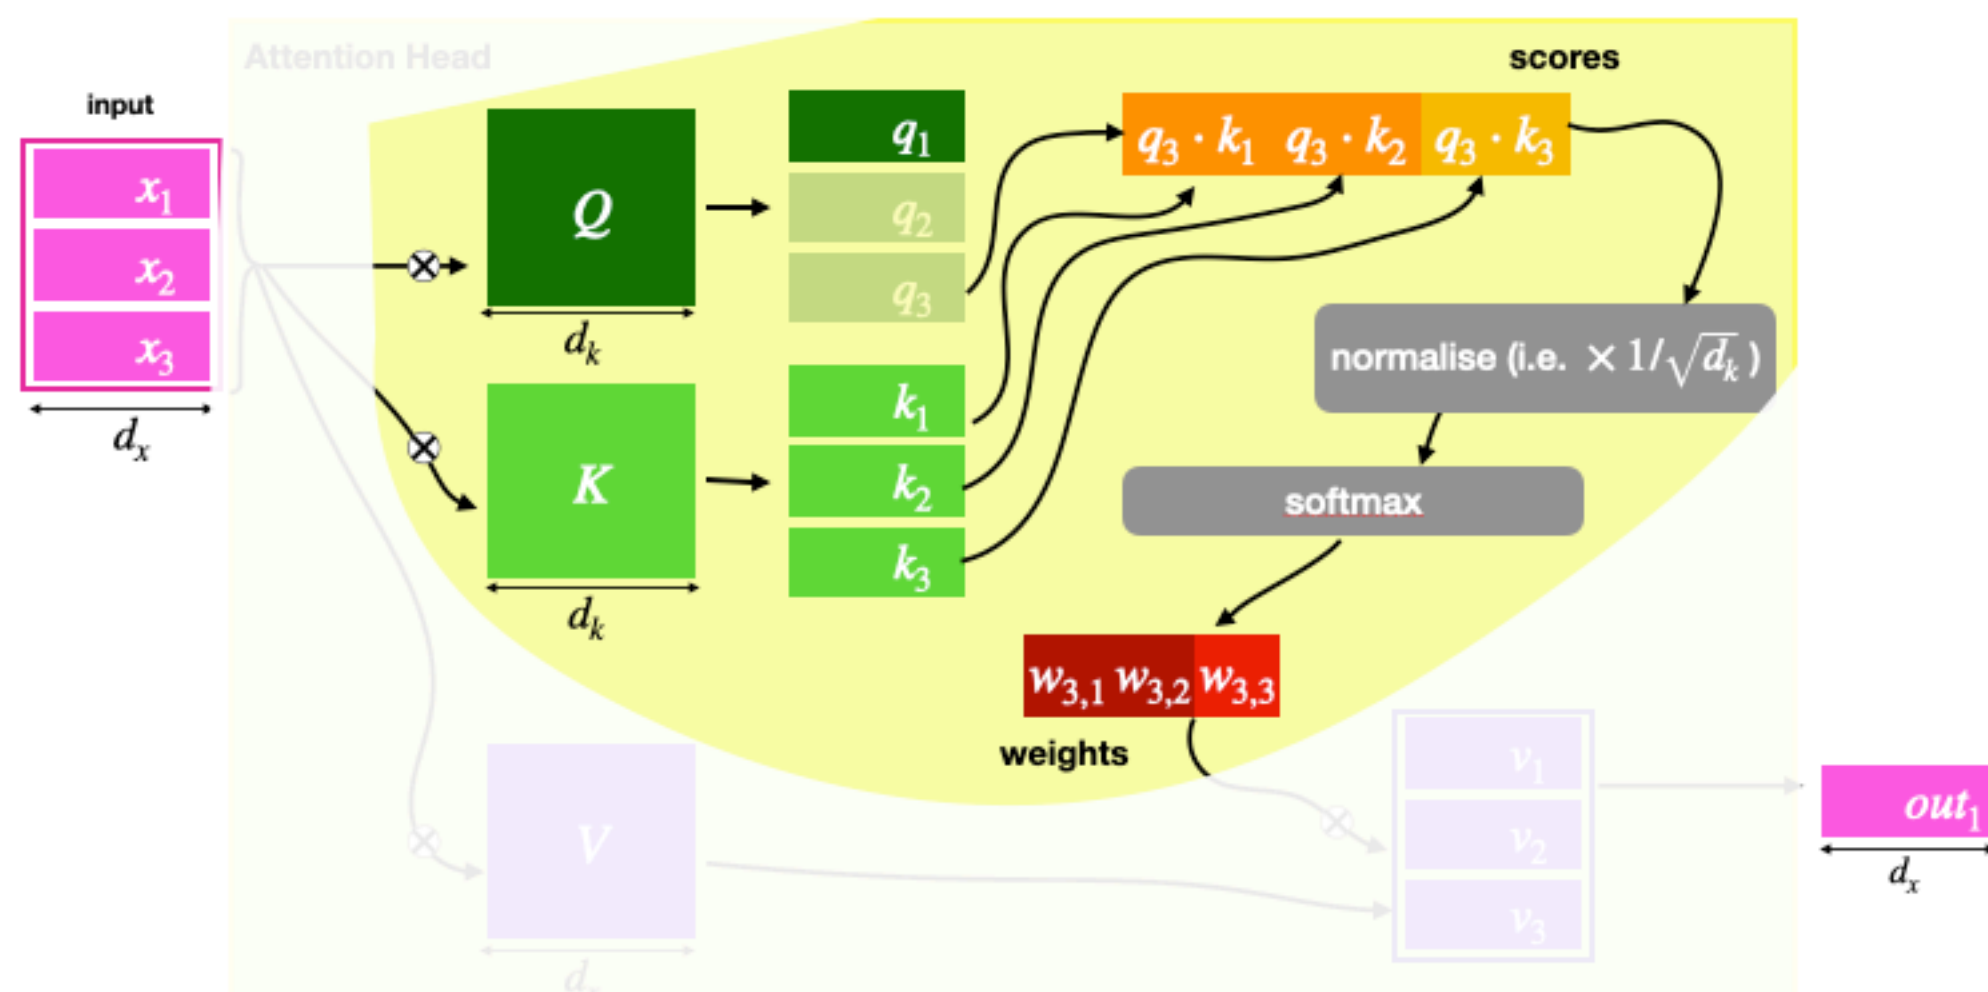 Attention Head
scores
input
x₁
x₂
x₃
dₓ
Q
dₖ
q₁
q₂
q₃
q₃ · k₁ q₃ · k₂ q₃ · k₃
normalise (i.e. × 1/√dₖ )
softmax
K
dₖ
k₁
k₂
k₃
w₃,₁ w₃,₂ w₃,₃
weights
V
v₁
v₂
v₃
out₁
dₓ